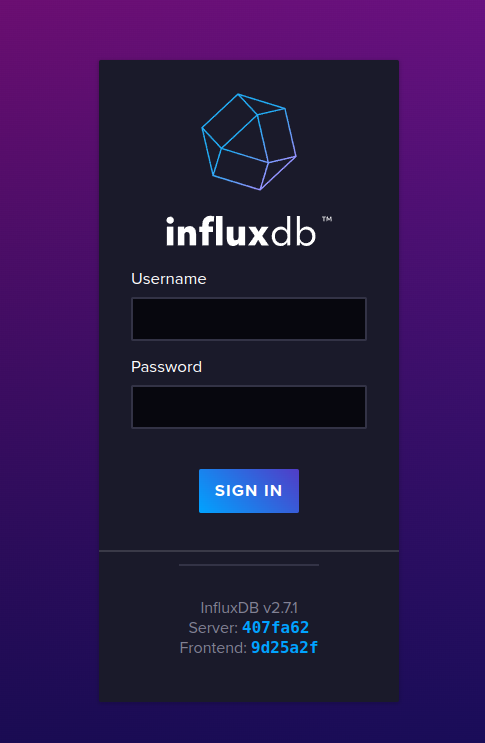 influxdb™
Username
Password
SIGN IN
InfluxDB v2.7.1
Server: 407fa62
Frontend: 9d25a2f